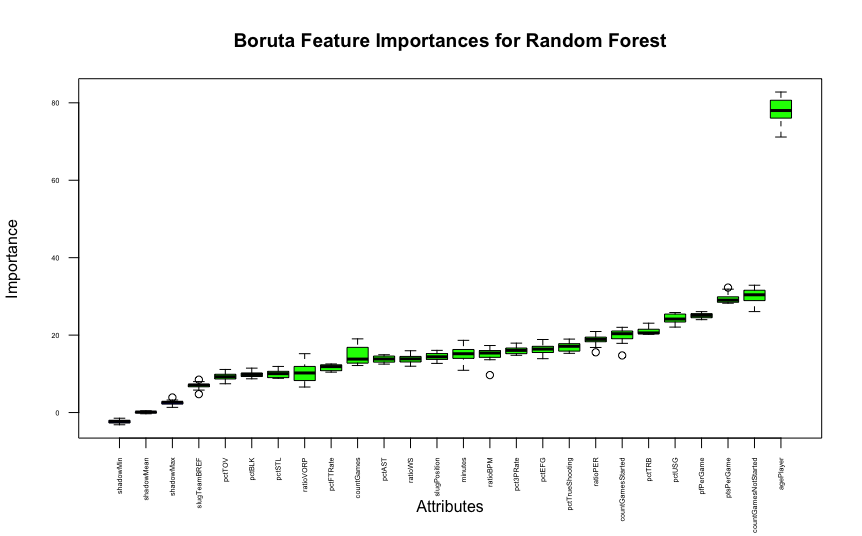 Boruta Feature Importances for Random Forest
Importance
80
60
40
20
0
shadowMin
shadowMean
shadowMax
slugTeamBREF
pctTOV
pctBLK
pctSTL
ratioVORP
pctFTRate
countGames
pctAST
ratioWS
slugPosition
minutes
ratioBPM
pct3PRate
pctEFG
pctTrueShooting
ratioPER
countGamesStarted
pctTRB
pctUSG
pfPerGame
ptsPerGame
countGamesNotStarted
agePlayer
Attributes